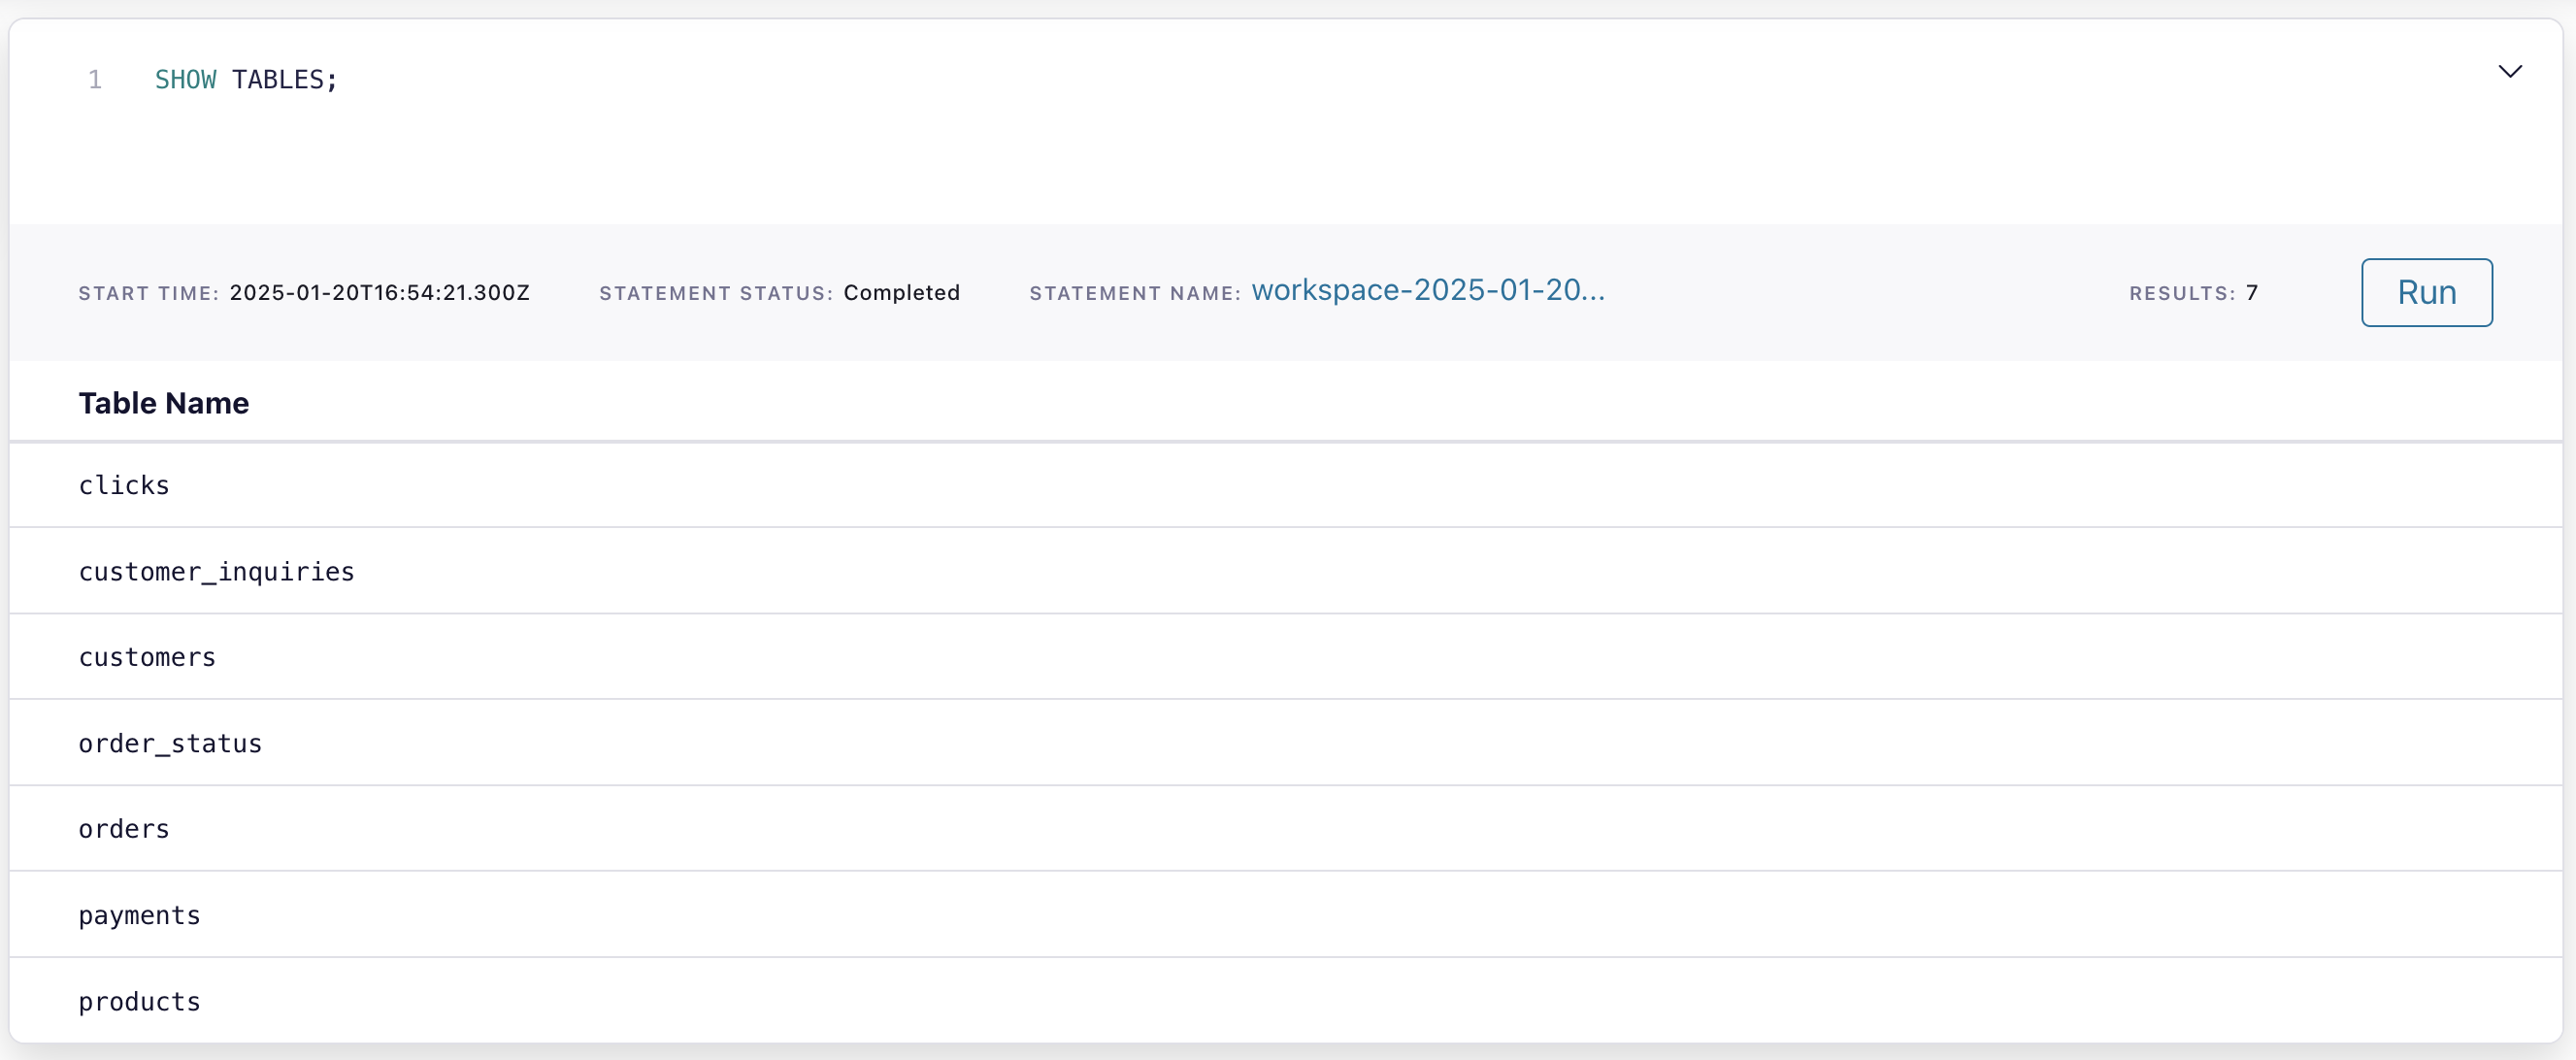 1 SHOW TABLES;
START TIME: 2025-01-20T16:54:21.300Z STATEMENT STATUS: Completed STATEMENT NAME: workspace-2025-01-20... RESULTS: 7 Run
Table Name
clicks
customer_inquiries
customers
order_status
orders
payments
products